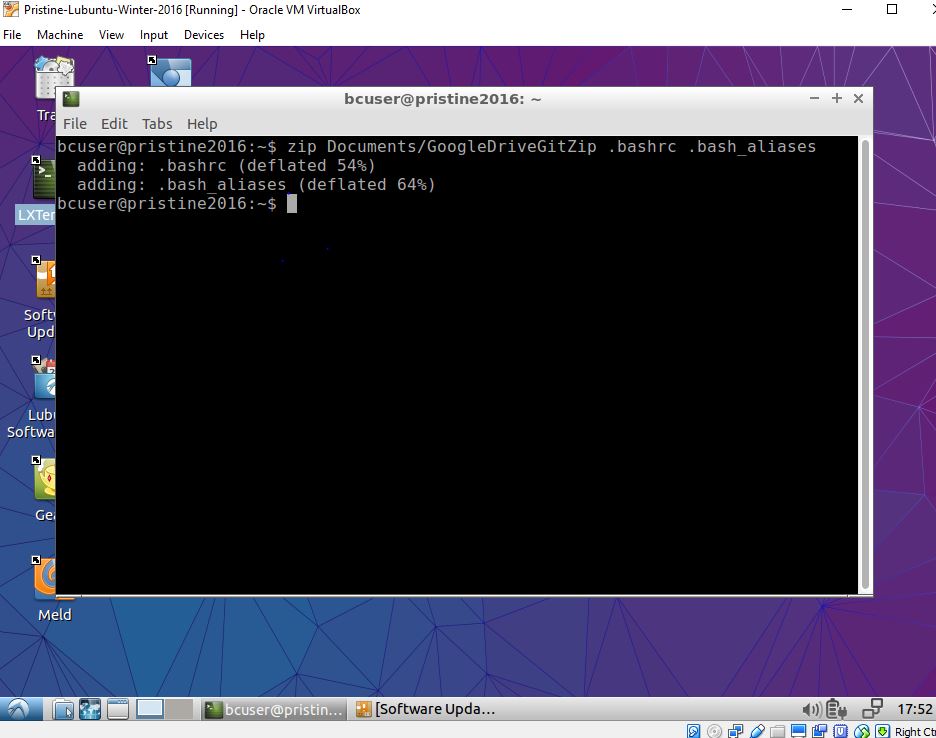 Pristine-Lubuntu-Winter-2016 [Running] - Oracle VM VirtualBox
File Machine View Input Devices Help
Tra
bcuser@pristine2016: ~
File Edit Tabs Help
bcuser@pristine2016:~$ zip Documents/GoogleDriveGitZip .bashrc .bash_aliases
adding: .bashrc (deflated 54%)
adding: .bash_aliases (deflated 64%)
bcuser@pristine2016:~$
LXTer
Softw
Upd
Lubu
Softwa
Gea
Meld
bcuser@pristin...
[Software Upda...
17:52
Right Ctr